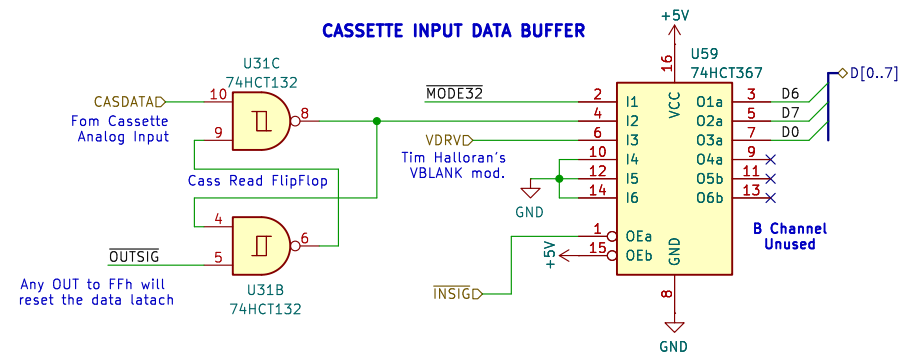 CASSETTE INPUT DATA BUFFER
+5V
U31C
74HCT132
U59
74HCT367
16
VCC
D[0..7]
CASDATA
10
8
9
Fom Cassette
Analog Input
Cass Read FlipFlop
MODE32
2
I1
O1a
3
D6
4
I2
O2a
5
D7
VDRV
6
I3
O3a
7
D0
Tim Halloran's
VBLANK mod.
10
I4
O4a
9
12
I5
O5b
11
14
I6
O6b
13
GND
4
6
5
OUTSIG
Any OUT to FFh will
reset the data latach
U31B
74HCT132
1
OEa
15
OEb
+5V
INSIG
GND
8
GND
B Channel
Unused